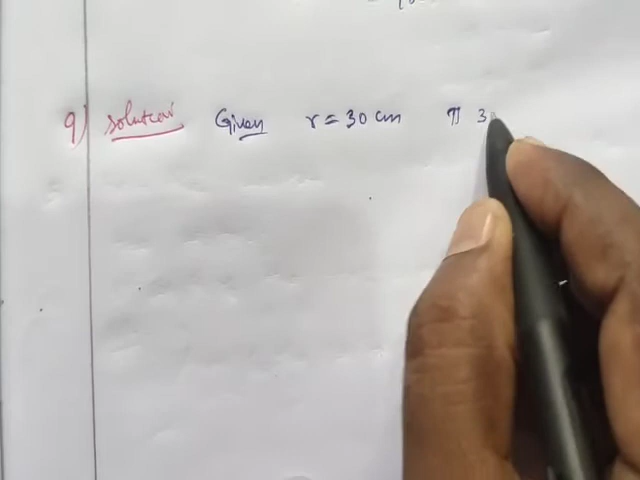 9) Solution Given r = 30 cm π 3